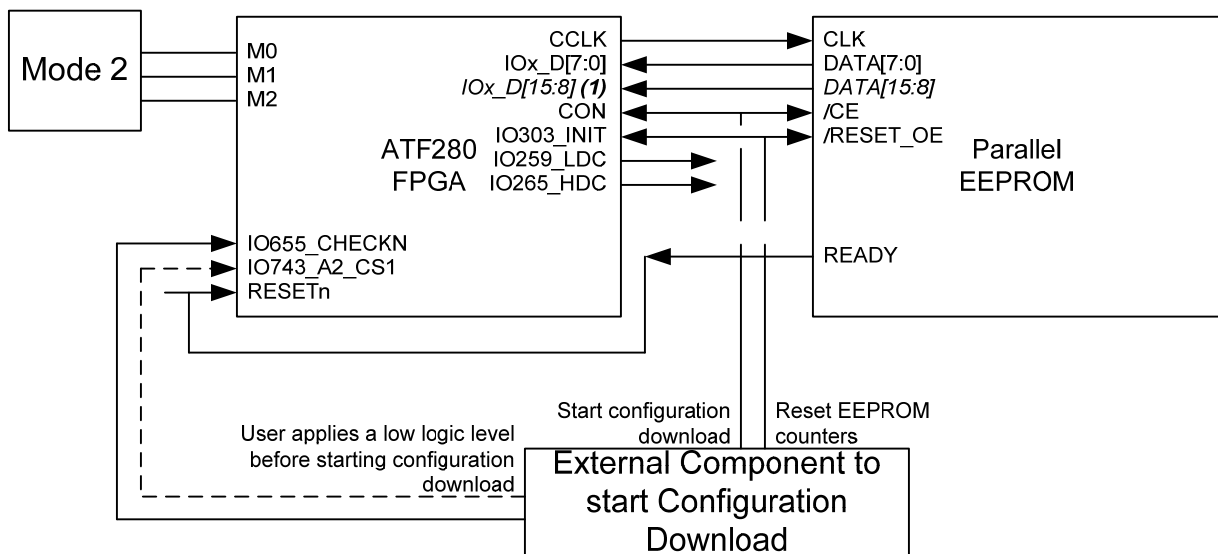 Mode 2
M0
M1
M2
CCLK
IOx_D[7:0]
IOx_D[15:8] (1)
CON
IO303_INIT
IO259_LDC
IO265_HDC
ATF280
FPGA
IO655_CHECKN
IO743_A2_CS1
RESETn
CLK
DATA[7:0]
DATA[15:8]
/CE
/RESET_OE
Parallel
EEPROM
READY
User applies a low logic level
before starting configuration
download
Start configuration
download
Reset EEPROM
counters
External Component to
start Configuration
Download